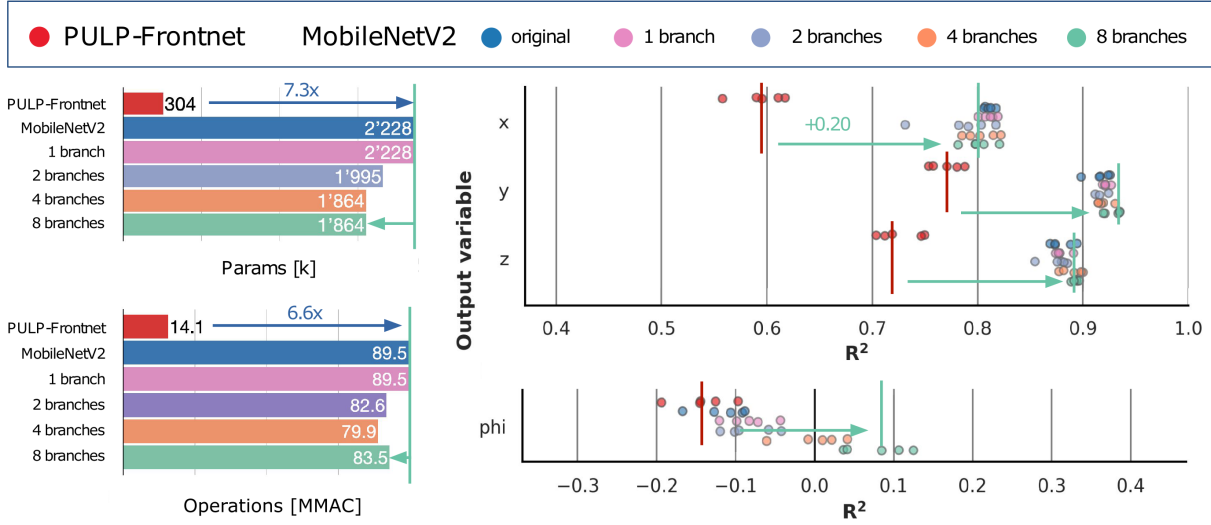 PULP-Frontnet MobileNetV2 original 1 branch 2 branches 4 branches 8 branches
PULP-Frontnet 304 7.3x
MobileNetV2 2'228
1 branch 2'228
2 branches 1'995
4 branches 1'864
8 branches 1'864
Params [k]
PULP-Frontnet 14.1 6.6x
MobileNetV2 89.5
1 branch 89.5
2 branches 82.6
4 branches 79.9
8 branches 83.5
Operations [MMAC]
Output variable
x
+0.20
y
z
0.4 0.5 0.6 0.7 0.8 0.9 1.0
R²
phi
−0.3 −0.2 −0.1 0.0 0.1 0.2 0.3 0.4
R²